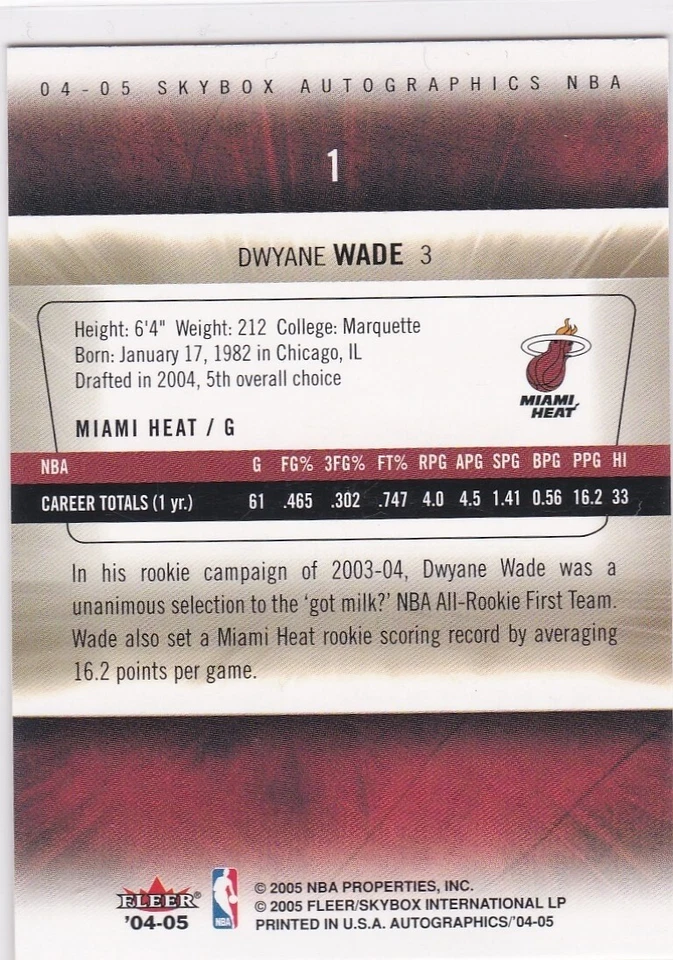 04-05 SKYBOX AUTOGRAPHICS NBA
1
DWYANE WADE 3
Height: 6'4" Weight: 212 College: Marquette
Born: January 17, 1982 in Chicago, IL
Drafted in 2004, 5th overall choice
MIAMI
HEAT
MIAMI HEAT / G
NBA G FG% 3FG% FT% RPG APG SPG BPG PPG HI
CAREER TOTALS (1 yr.) 61 .465 .302 .747 4.0 4.5 1.41 0.56 16.2 33
In his rookie campaign of 2003-04, Dwyane Wade was a
unanimous selection to the 'got milk?' NBA All-Rookie First Team.
Wade also set a Miami Heat rookie scoring record by averaging
16.2 points per game.
FLEER®
'04-05
NBA
© 2005 NBA PROPERTIES, INC.
© 2005 FLEER/SKYBOX INTERNATIONAL LP
PRINTED IN U.S.A. AUTOGRAPHICS/'04-05